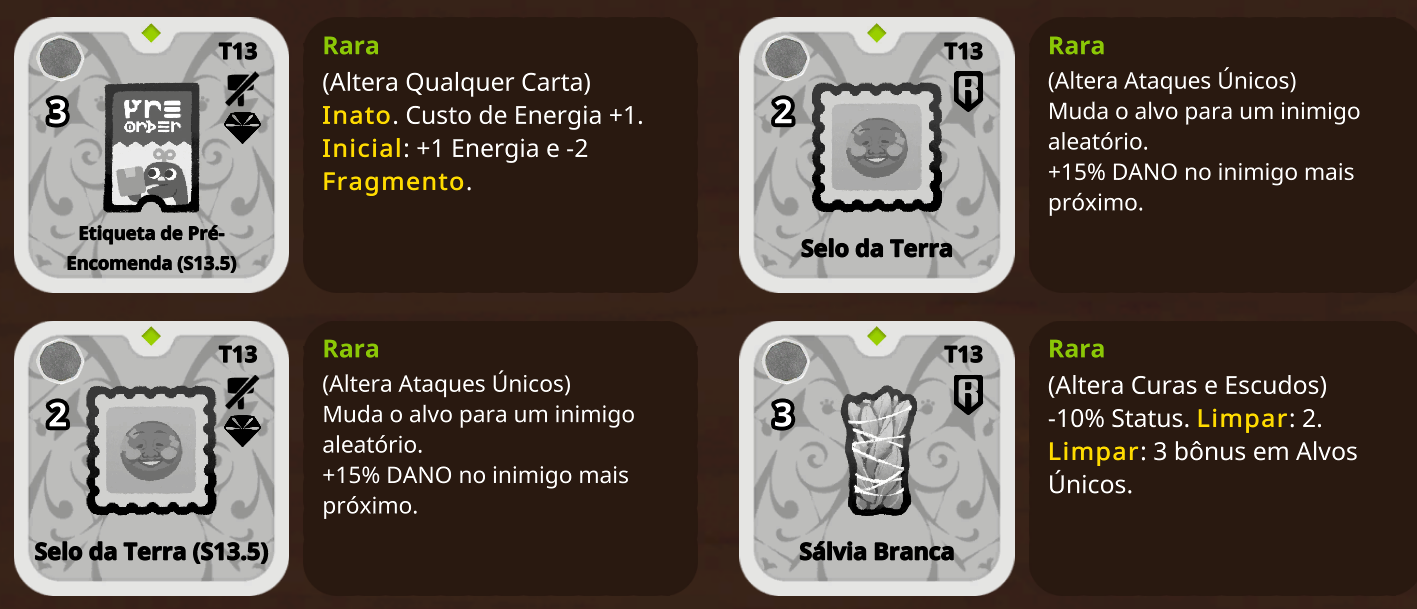 T13
3
Pre
order
Etiqueta de Pré-
Encomenda (S13.5)
Rara
(Altera Qualquer Carta)
Inato. Custo de Energia +1.
Inicial: +1 Energia e -2
Fragmento.
T13
2
R
Selo da Terra
Rara
(Altera Ataques Únicos)
Muda o alvo para um inimigo
aleatório.
+15% DANO no inimigo mais
próximo.
T13
2
Selo da Terra (S13.5)
Rara
(Altera Ataques Únicos)
Muda o alvo para um inimigo
aleatório.
+15% DANO no inimigo mais
próximo.
T13
3
R
Sálvia Branca
Rara
(Altera Curas e Escudos)
-10% Status. Limpar: 2.
Limpar: 3 bônus em Alvos
Únicos.